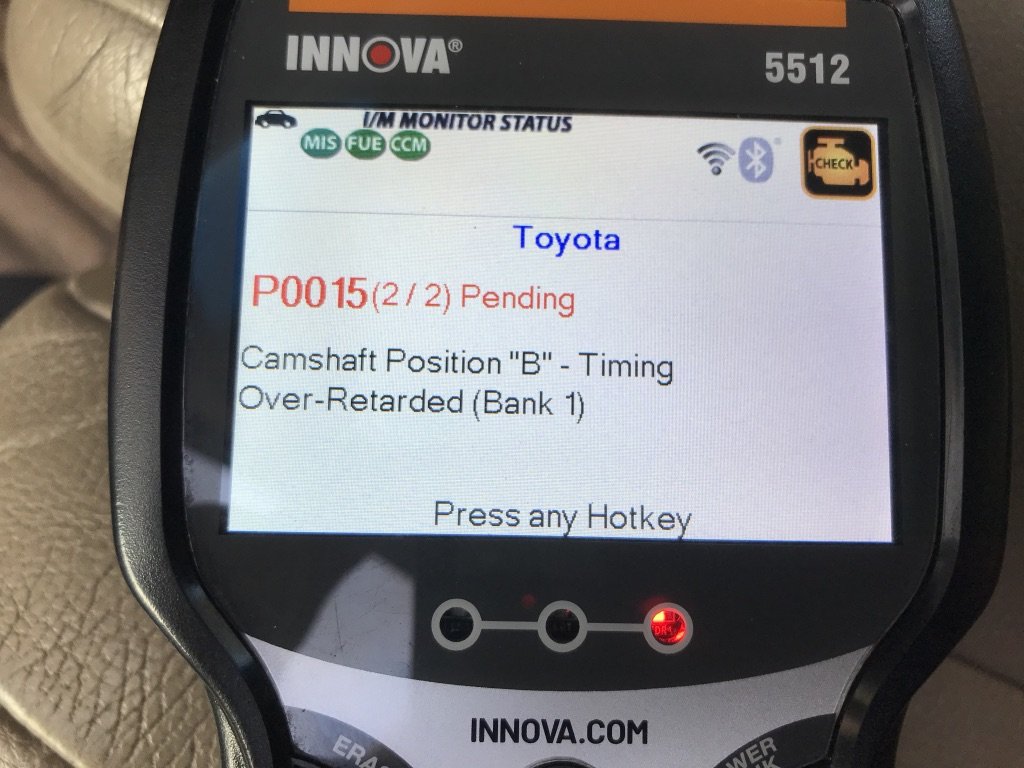 INNOVA® 5512
I/M MONITOR STATUS
MIS FUE CCM
CHECK
Toyota
P0015(2 / 2) Pending
Camshaft Position "B" - Timing
Over-Retarded (Bank 1)
Press any Hotkey
INNOVA.COM